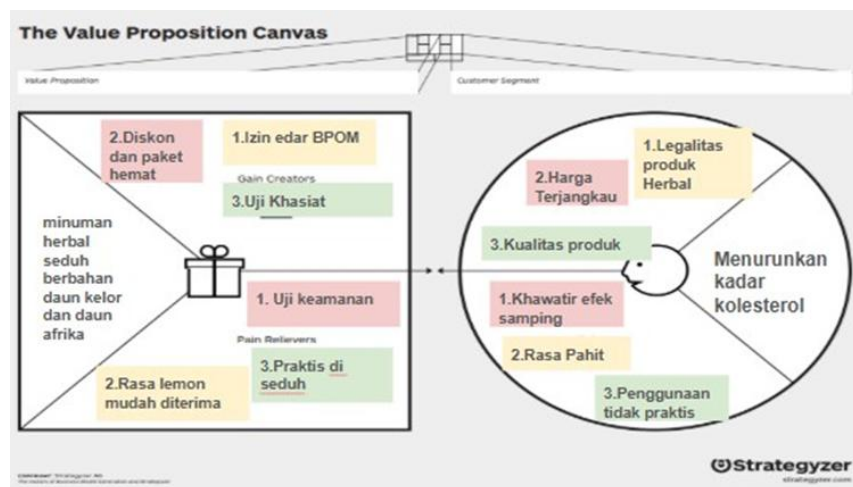 The Value Proposition Canvas
Value Proposition
Customer Segment
2.Diskon
dan paket
hemat
1.Izin edar BPOM
Gain Creators
3.Uji Khasiat
minuman
herbal
seduh
berbahan
daun kelor
dan daun
afrika
1. Uji keamanan
Pain Relievers
3.Praktis di
seduh
2.Rasa lemon
mudah diterima
1.Legalitas
produk
Herbal
2.Harga
Terjangkau
3.Kualitas produk
Menurunkan
kadar
kolesterol
1.Khawatir efek
samping
2.Rasa Pahit
3.Penggunaan
tidak praktis
Strategyzer
strategyzer.com